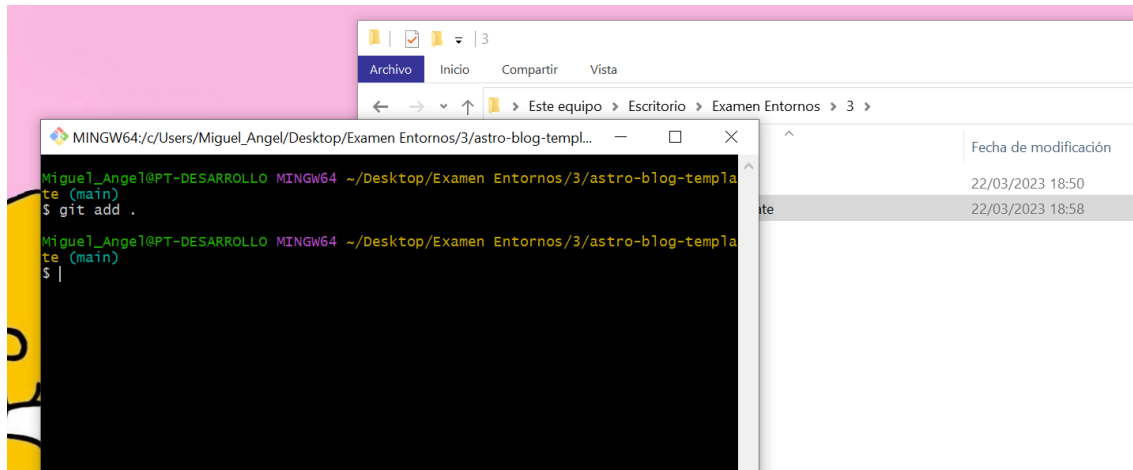 3
Archivo Inicio Compartir Vista
Este equipo > Escritorio > Examen Entornos > 3 >
MINGW64:/c/Users/Miguel_Angel/Desktop/Examen Entornos/3/astro-blog-templ...
Fecha de modificación
22/03/2023 18:50
ate 22/03/2023 18:58
Miguel_Angel@PT-DESARROLLO MINGW64 ~/Desktop/Examen Entornos/3/astro-blog-templa
te (main)
$ git add .
Miguel_Angel@PT-DESARROLLO MINGW64 ~/Desktop/Examen Entornos/3/astro-blog-templa
te (main)
$